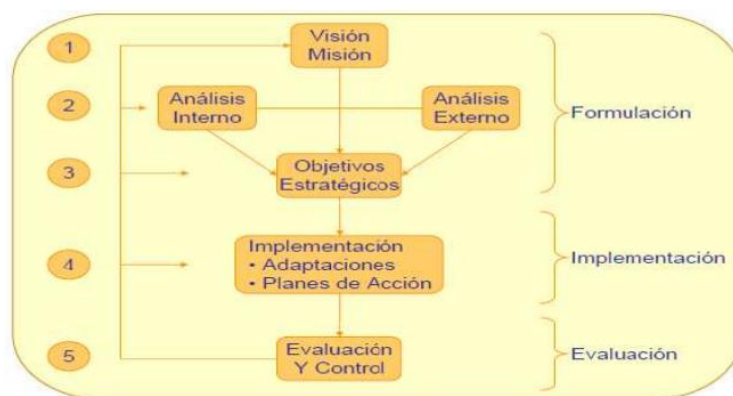 1
Visión
Misión
2
Análisis
Interno
Análisis
Externo
Formulación
3
Objetivos
Estratégicos
4
Implementación
• Adaptaciones
• Planes de Acción
Implementación
5
Evaluación
Y Control
Evaluación